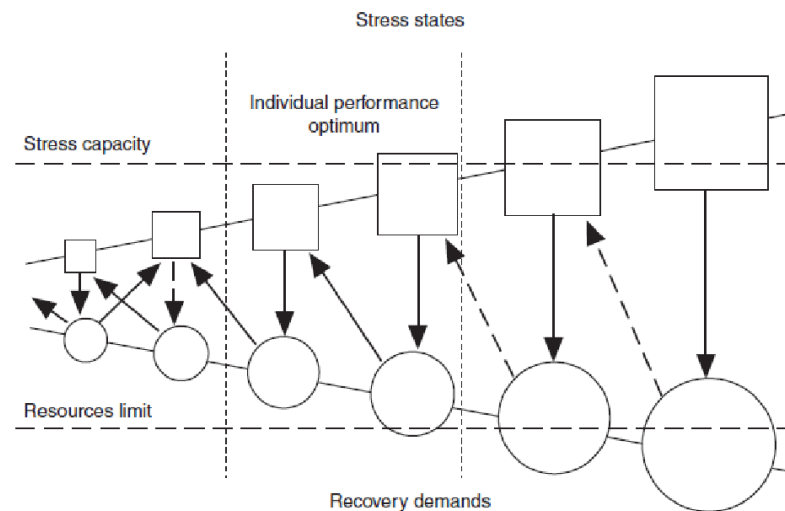 Stress states
Individual performance
optimum
Stress capacity
Resources limit
Recovery demands